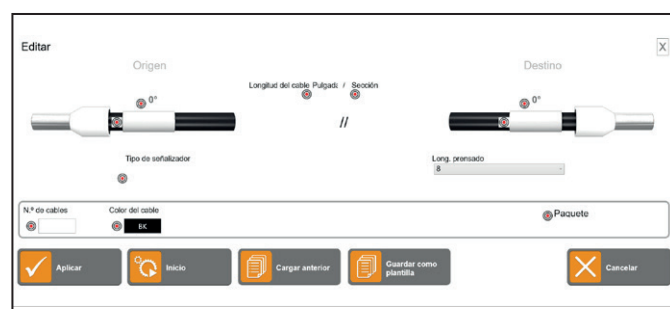 Editar
X
Origen
Destino
Longitud del cable Pulgada / Sección
0°
0°
//
Tipo de señalizador
Long. prensado
8
N.º de cables
Color del cable
BK
Paquete
Aplicar
Inicio
Cargar anterior
Guardar como
plantilla
Cancelar